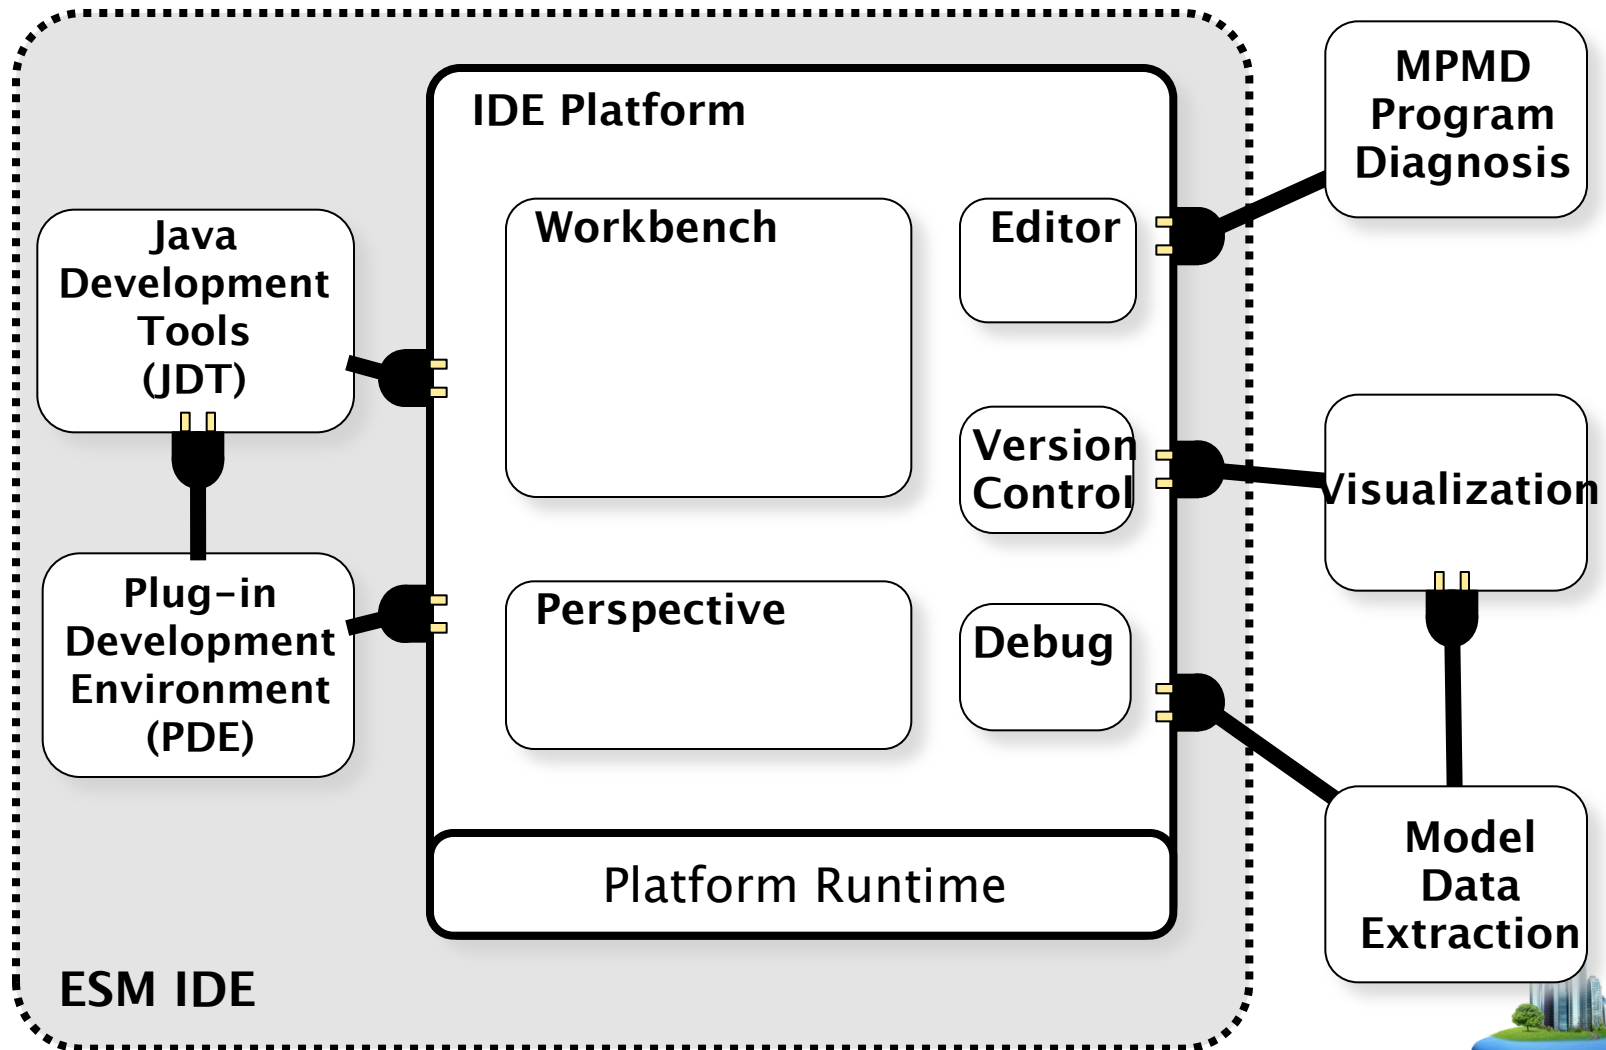 IDE Platform
Workbench
Editor
Version
Control
Perspective
Debug
Platform Runtime
Java
Development
Tools
(JDT)
Plug-in
Development
Environment
(PDE)
ESM IDE
MPMD
Program
Diagnosis
Visualization
Model
Data
Extraction